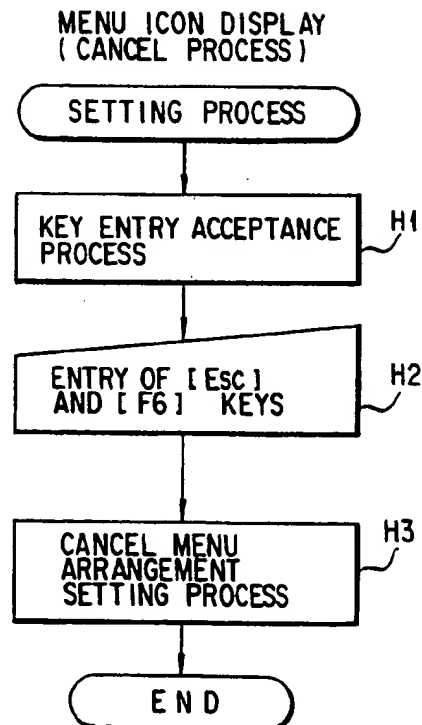 MENU ICON DISPLAY
( CANCEL PROCESS )
SETTING PROCESS
KEY ENTRY ACCEPTANCE
PROCESS
H1
ENTRY OF [ ESC ]
AND [ F6 ] KEYS
H2
CANCEL MENU
ARRANGEMENT
SETTING PROCESS
H3
END